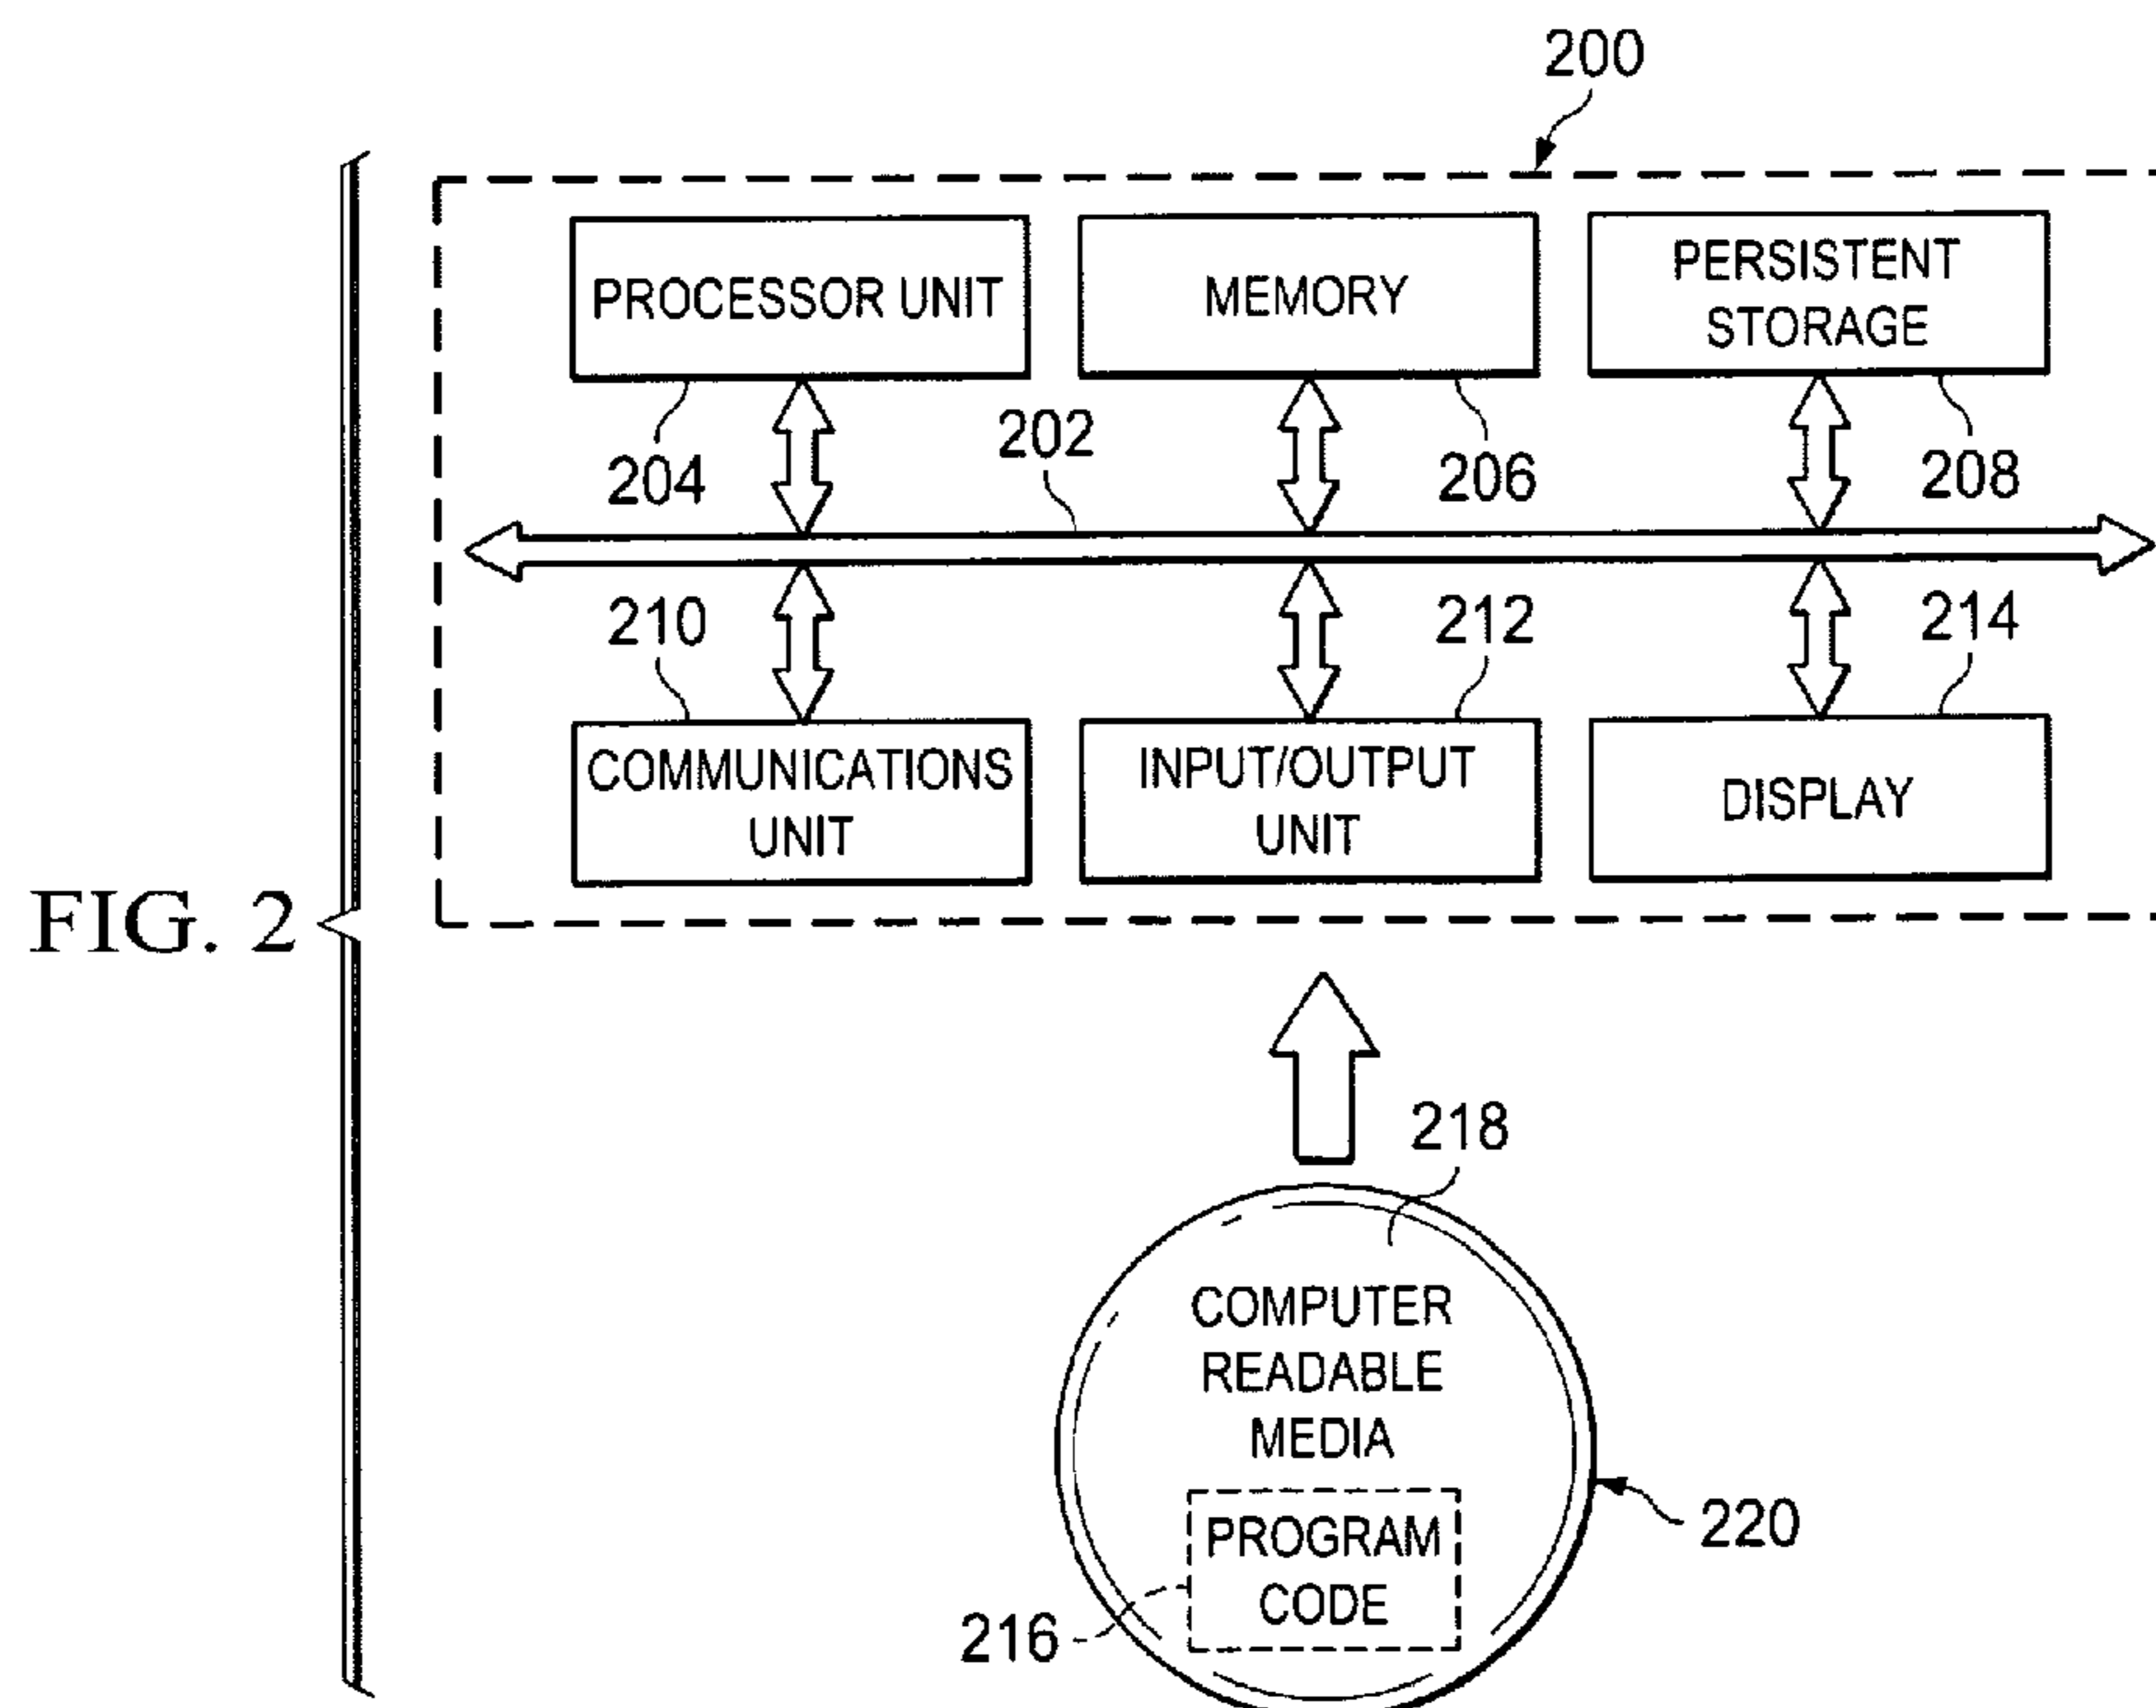 200
PROCESSOR UNIT
MEMORY
PERSISTENT
STORAGE
204
202
206
208
210
212
214
COMMUNICATIONS
UNIT
INPUT/OUTPUT
UNIT
DISPLAY
FIG. 2
218
COMPUTER
READABLE
MEDIA
PROGRAM
CODE
220
216